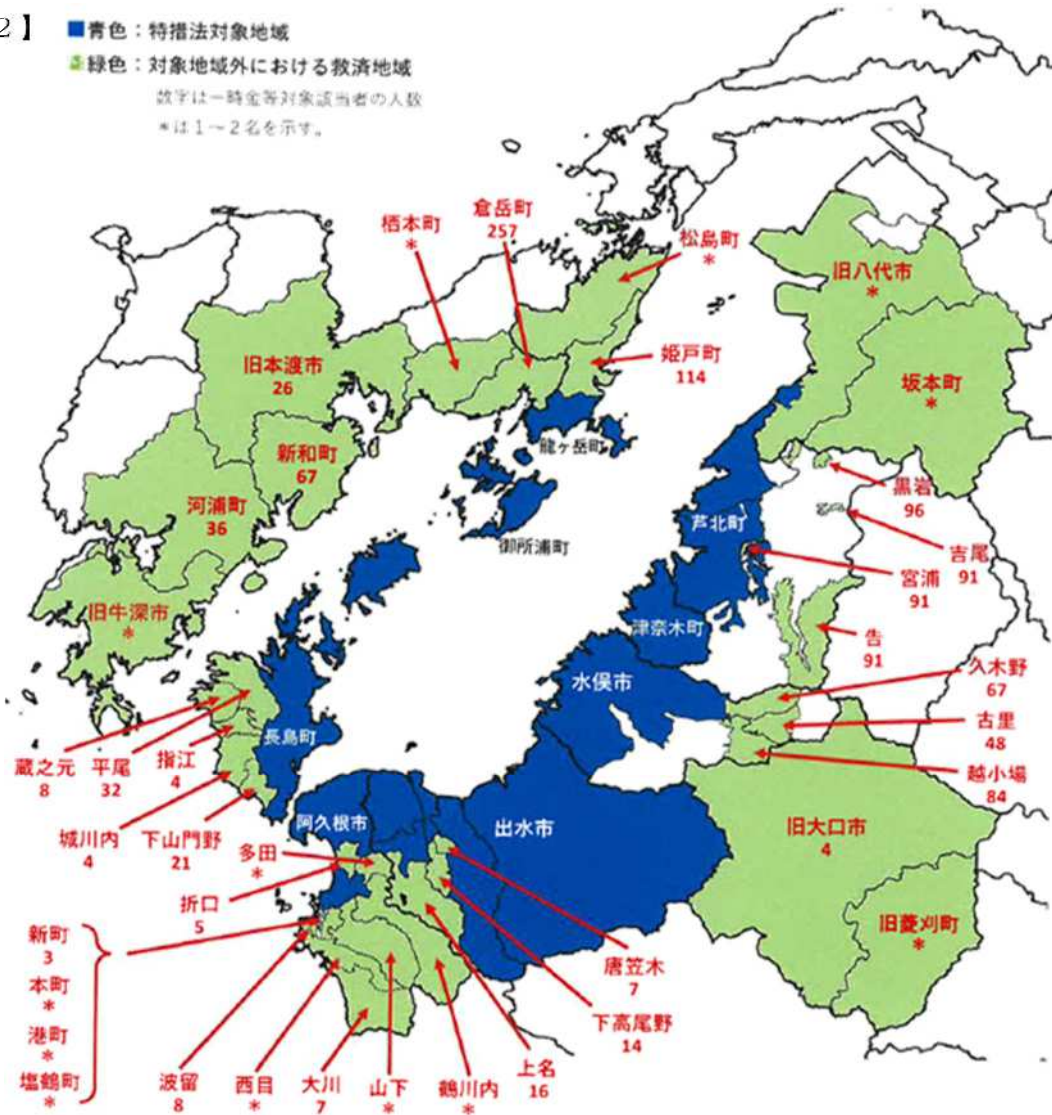 2】
青色：特措法対象地域
緑色：対象地域外における救済地域
数字は一時金等対象該当者の人数
＊は１～２名を示す。
栖本町
＊
倉岳町
257
松島町
＊
旧八代市
＊
旧本渡市
26
姫戸町
114
坂本町
＊
新和町
67
龍ヶ岳町
河浦町
36
御所浦町
芦北町
黒岩
96
吉尾
91
宮浦
91
旧牛深市
＊
津奈木町
告
91
水俣市
久木野
67
古里
48
越小場
84
長島町
蔵之元
8
平尾
32
指江
4
城川内
4
下山門野
21
阿久根市
出水市
旧大口市
4
多田
＊
折口
5
旧菱刈町
＊
新町
3
本町
＊
港町
＊
塩鶴町
＊
唐笠木
7
下高尾野
14
上名
16
波留
8
西目
＊
大川
7
山下
＊
鶴川内
＊